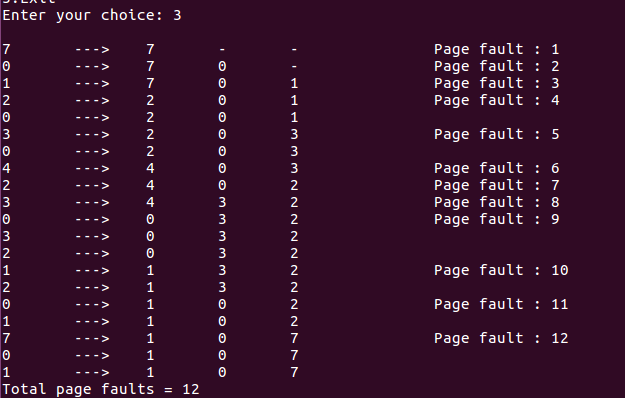 Enter your choice: 3
7 ---> 7 - - Page fault : 1
0 ---> 7 0 - Page fault : 2
1 ---> 7 0 1 Page fault : 3
2 ---> 2 0 1 Page fault : 4
0 ---> 2 0 1
3 ---> 2 0 3 Page fault : 5
0 ---> 2 0 3
4 ---> 4 0 3 Page fault : 6
2 ---> 4 0 2 Page fault : 7
3 ---> 4 3 2 Page fault : 8
0 ---> 0 3 2 Page fault : 9
3 ---> 0 3 2
2 ---> 0 3 2
1 ---> 1 3 2 Page fault : 10
2 ---> 1 3 2
0 ---> 1 0 2 Page fault : 11
1 ---> 1 0 2
7 ---> 1 0 7 Page fault : 12
0 ---> 1 0 7
1 ---> 1 0 7
Total page faults = 12